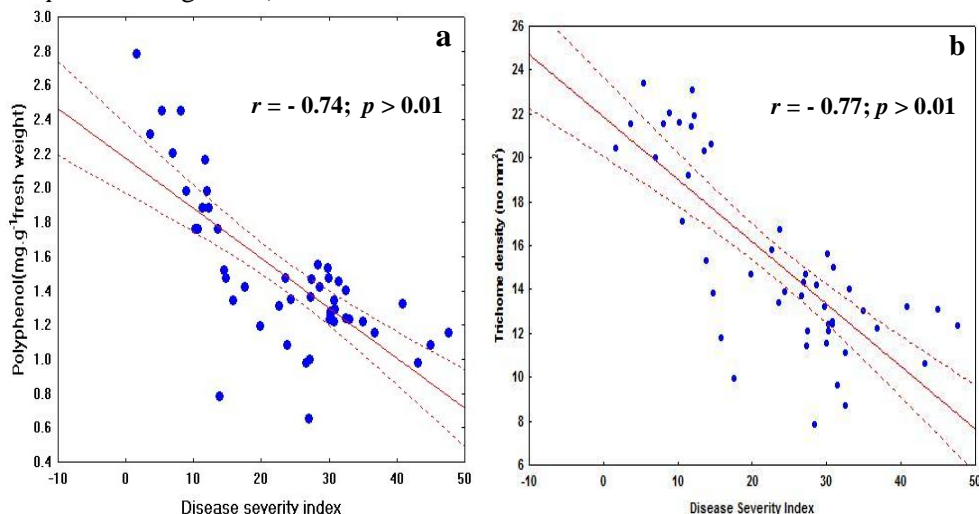 a
r = - 0.74; p > 0.01
3.0
2.8
2.6
2.4
2.2
2.0
1.8
1.6
1.4
1.2
1.0
0.8
0.6
0.4
-10 0 10 20 30 40 50
Polyphenol(mg.g-1fresh weight)
Disease severity index
b
r = - 0.77; p > 0.01
26
24
22
20
18
16
14
12
10
8
6
-10 0 10 20 30 40 50
Trichome density (no mm²)
Disease Severity Index